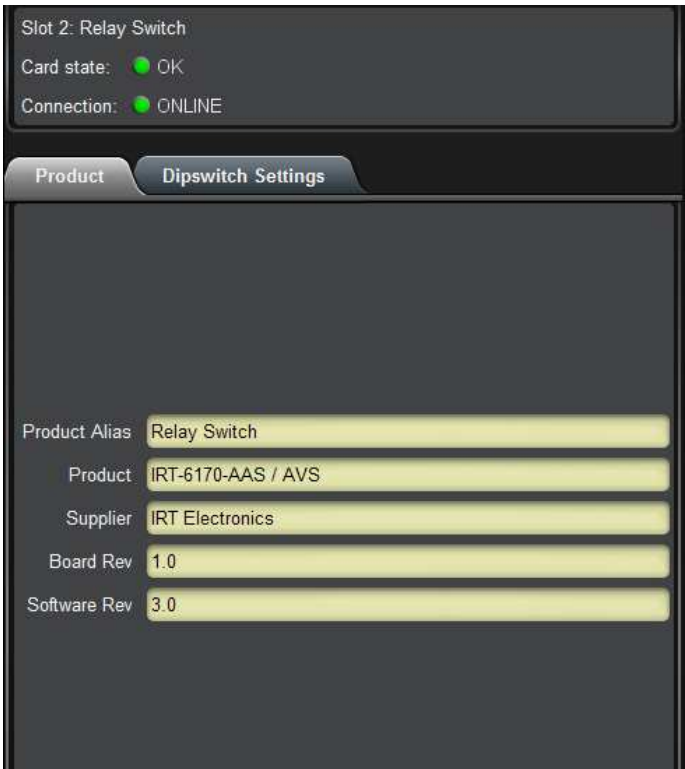 Slot 2: Relay Switch
Card state: OK
Connection: ONLINE
Product Dipswitch Settings
Product Alias Relay Switch
Product IRT-6170-AAS / AVS
Supplier IRT Electronics
Board Rev 1.0
Software Rev 3.0